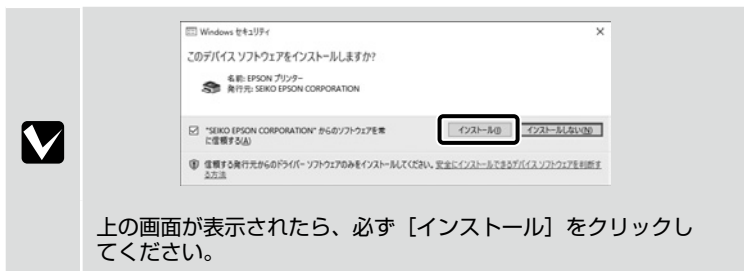 Windows セキュリティ
このデバイス ソフトウェアをインストールしますか?
名前: EPSON プリンター
発行元: SEIKO EPSON CORPORATION
"SEIKO EPSON CORPORATION" からのソフトウェアを常
に信頼する(A)
インストール(I)
インストールしない(N)
信頼する発行元からのドライバー ソフトウェアのみをインストールしてください。安全にインストールできるデバイス ソフトウェアを判断す
る方法
上の画面が表示されたら、必ず[インストール]をクリックし
てください。